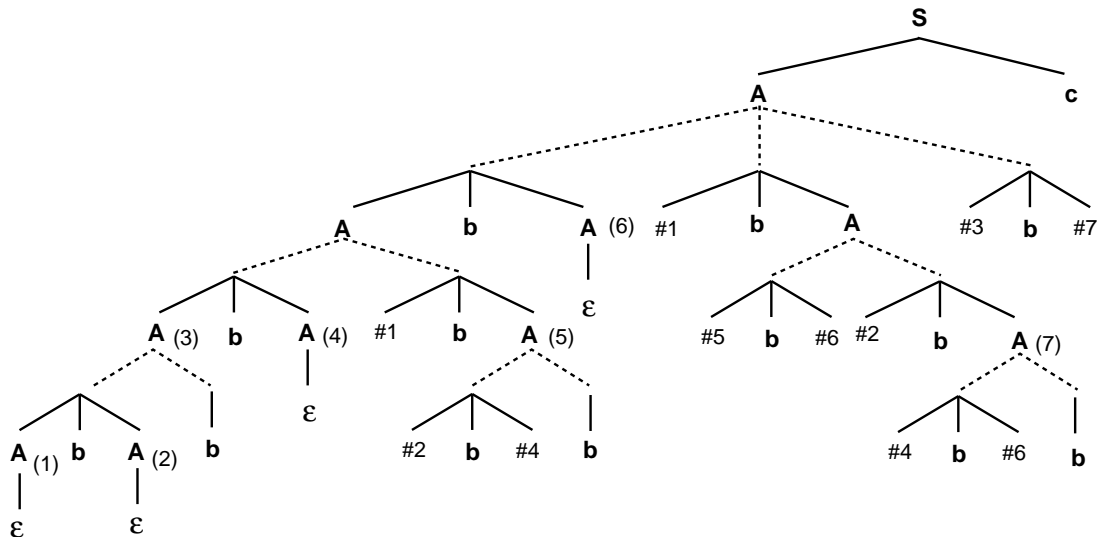 S
A c
A b A (6) #1 b A #3 b #7
ε
A (3) b A (4) #1 b A (5) #5 b #6 #2 b A (7)
ε
A (1) b A (2) b #2 b #4 b #4 b #6 b
ε ε